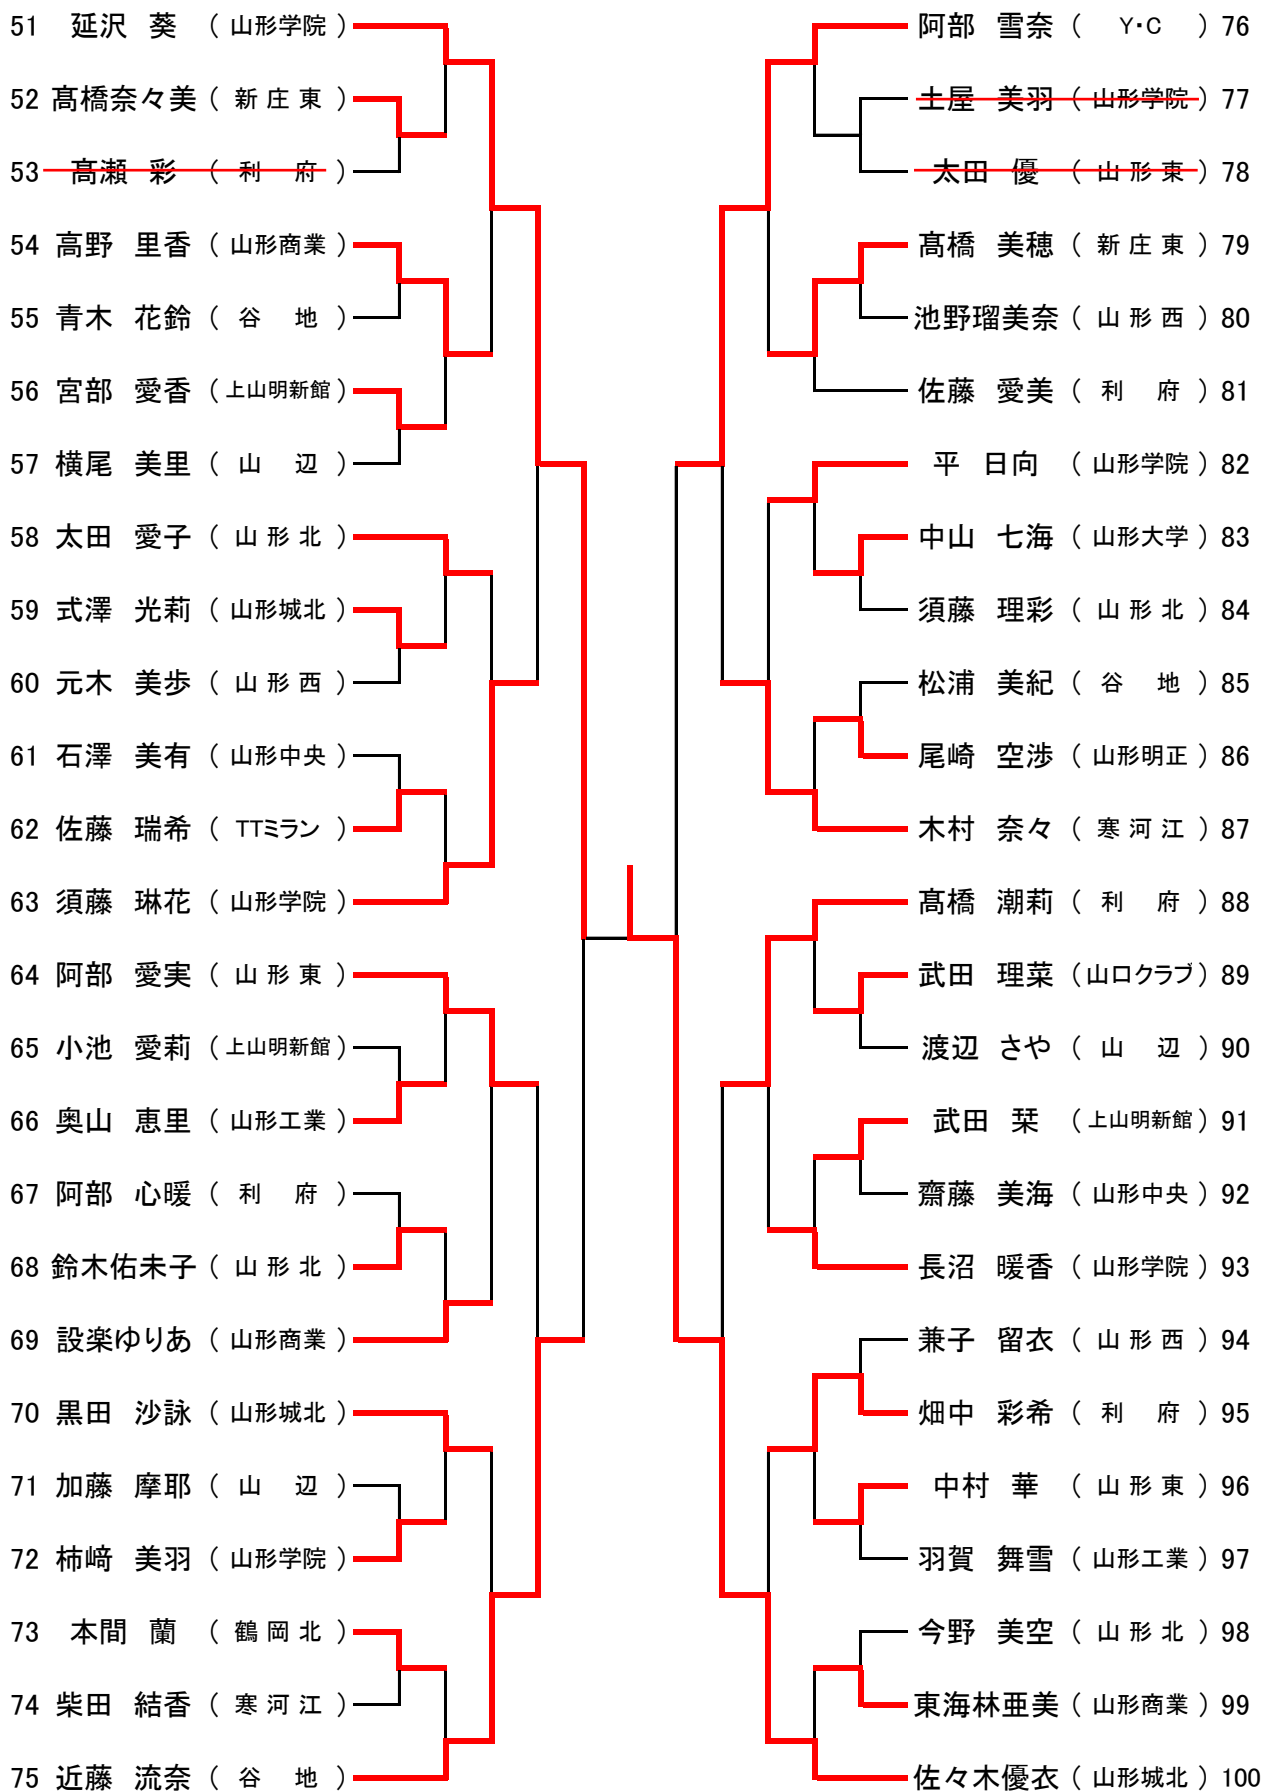 51 延沢 葵 ( 山形学院 )
52 髙橋奈々美 ( 新庄東 )
53 髙瀬 彩 ( 利 府 )
54 高野 里香 ( 山形商業 )
55 青木 花鈴 ( 谷 地 )
56 宮部 愛香 ( 上山明新館 )
57 横尾 美里 ( 山 辺 )
58 太田 愛子 ( 山形北 )
59 式澤 光莉 ( 山形城北 )
60 元木 美歩 ( 山形西 )
61 石澤 美有 ( 山形中央 )
62 佐藤 瑞希 ( TTミラン )
63 須藤 琳花 ( 山形学院 )
64 阿部 愛実 ( 山形東 )
65 小池 愛莉 ( 上山明新館 )
66 奥山 恵里 ( 山形工業 )
67 阿部 心暖 ( 利 府 )
68 鈴木佑未子 ( 山形北 )
69 設楽ゆりあ ( 山形商業 )
70 黒田 沙詠 ( 山形城北 )
71 加藤 摩耶 ( 山 辺 )
72 柿﨑 美羽 ( 山形学院 )
73 本間 蘭 ( 鶴岡北 )
74 柴田 結香 ( 寒河江 )
75 近藤 流奈 ( 谷 地 )
阿部 雪奈 ( Y・C ) 76
土屋 美羽 ( 山形学院 ) 77
太田 優 ( 山形東 ) 78
髙橋 美穂 ( 新庄東 ) 79
池野瑠美奈 ( 山形西 ) 80
佐藤 愛美 ( 利 府 ) 81
平 日向 ( 山形学院 ) 82
中山 七海 ( 山形大学 ) 83
須藤 理彩 ( 山形北 ) 84
松浦 美紀 ( 谷 地 ) 85
尾崎 空渉 ( 山形明正 ) 86
木村 奈々 ( 寒河江 ) 87
髙橋 潮莉 ( 利 府 ) 88
武田 理菜 ( 山口クラブ ) 89
渡辺 さや ( 山 辺 ) 90
武田 栞 ( 上山明新館 ) 91
齋藤 美海 ( 山形中央 ) 92
長沼 暖香 ( 山形学院 ) 93
兼子 留衣 ( 山形西 ) 94
畑中 彩希 ( 利 府 ) 95
中村 華 ( 山形東 ) 96
羽賀 舞雪 ( 山形工業 ) 97
今野 美空 ( 山形北 ) 98
東海林亜美 ( 山形商業 ) 99
佐々木優衣 ( 山形城北 ) 100